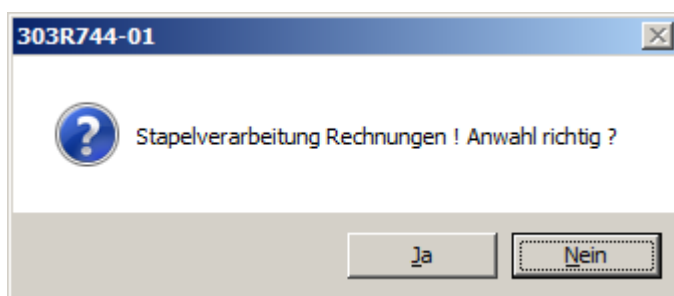 303R744-01
Stapelverarbeitung Rechnungen ! Anwahl richtig ?
Ja
Nein